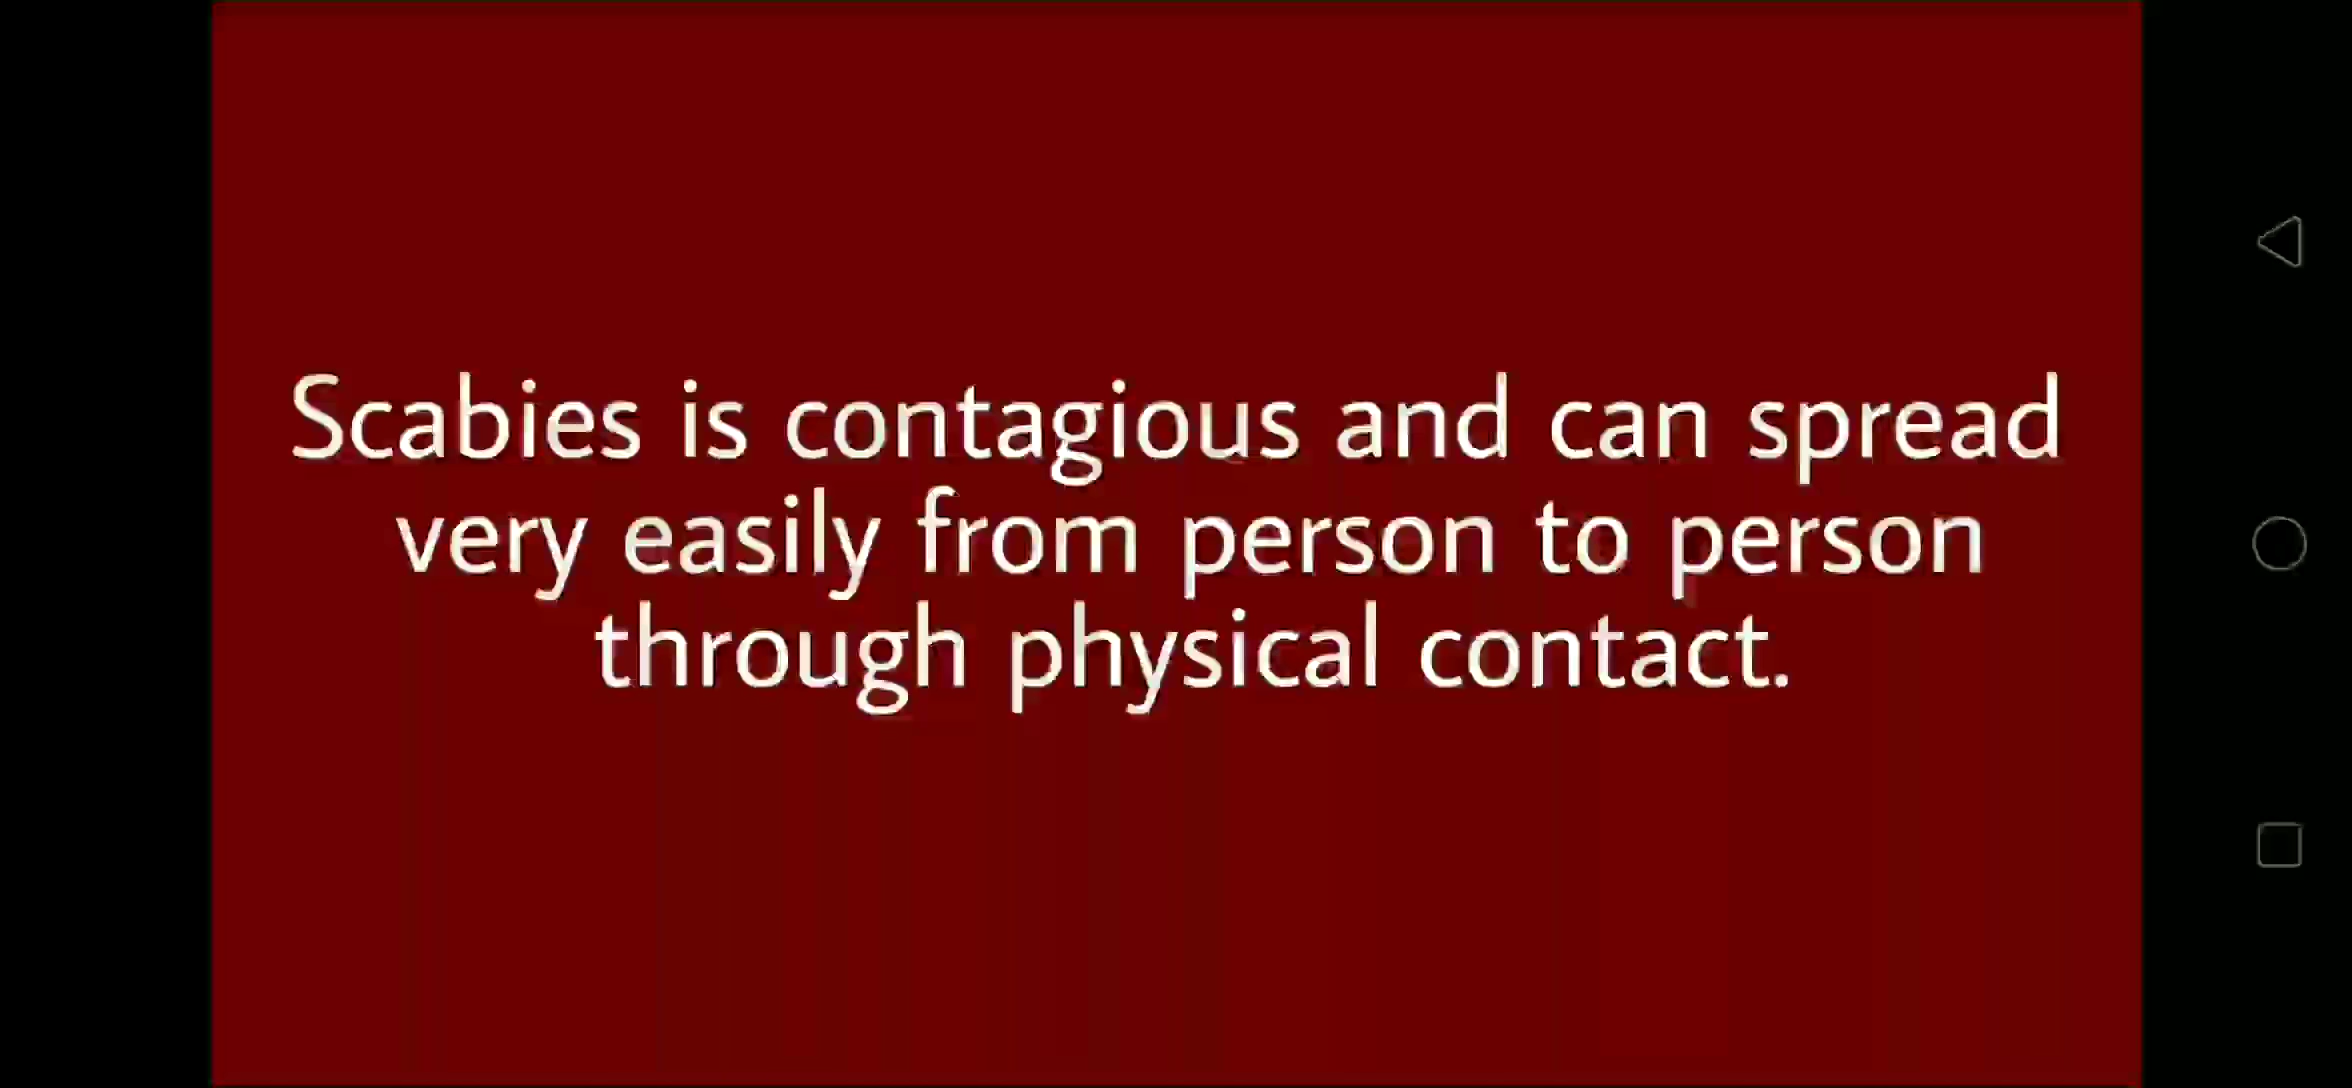 Scabies is contagious and can spread
very easily from person to person
through physical contact.